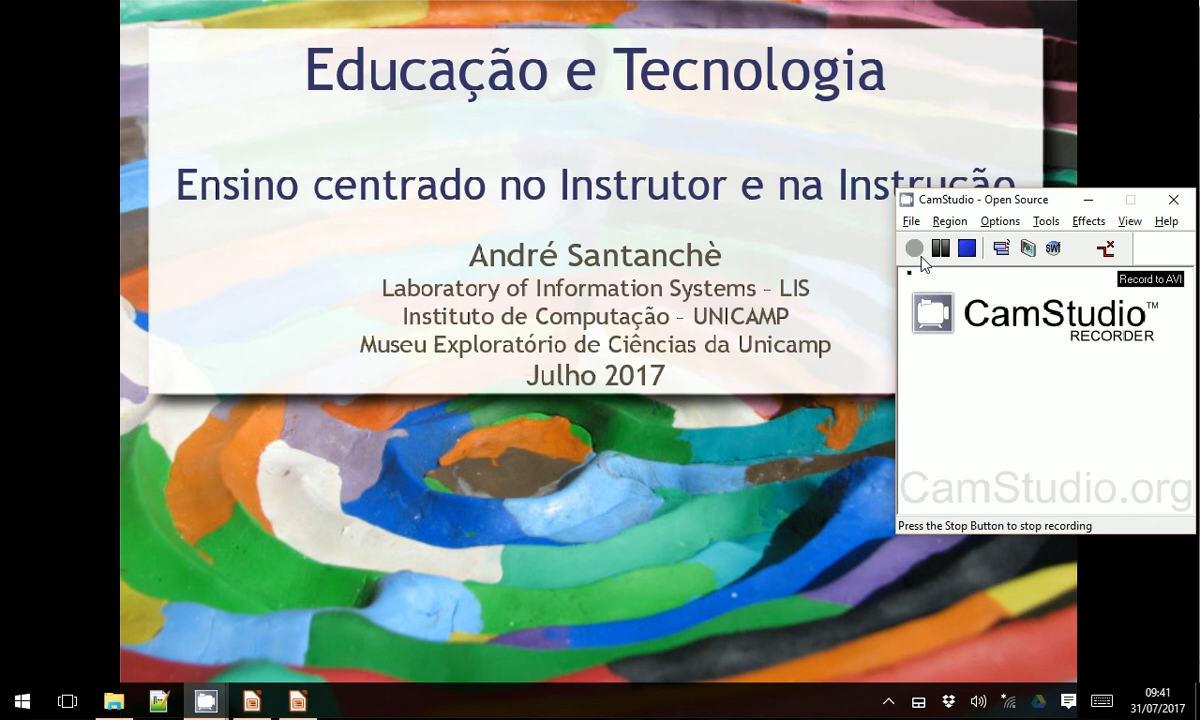 Educação e Tecnologia
Ensino centrado no Instrutor e na Instrução
André Santanchè
Laboratory of Information Systems – LIS
Instituto de Computação – UNICAMP
Museu Exploratório de Ciências da Unicamp
Julho 2017
CamStudio - Open Source
File Region Options Tools Effects View Help
Record to AVI
CamStudio™
RECORDER
CamStudio.org
Press the Stop Button to stop recording
09:41
31/07/2017